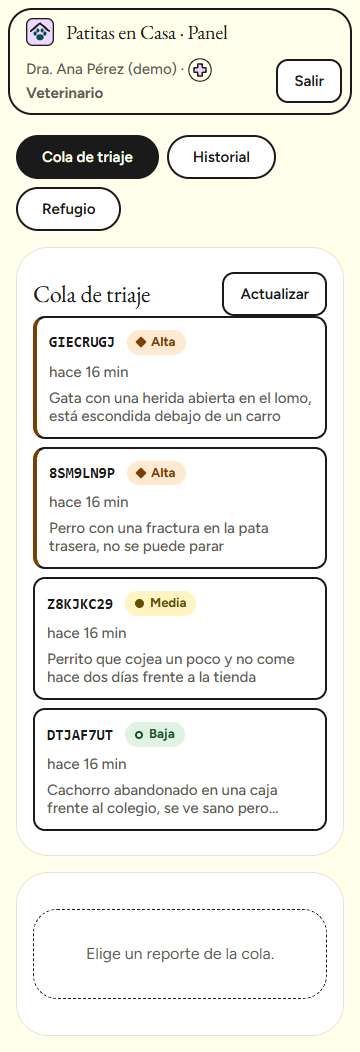 Patitas en Casa · Panel
Dra. Ana Pérez (demo) ·
Veterinario
Salir
Cola de triaje
Historial
Refugio
Cola de triaje
Actualizar
GIECRUGJ
Alta
hace 16 min
Gata con una herida abierta en el lomo,
está escondida debajo de un carro
8SM9LN9P
Alta
hace 16 min
Perro con una fractura en la pata
trasera, no se puede parar
Z8KJKC29
Media
hace 16 min
Perrito que cojea un poco y no come
hace dos días frente a la tienda
DTJAF7UT
Baja
hace 16 min
Cachorro abandonado en una caja
frente al colegio, se ve sano pero...
Elige un reporte de la cola.